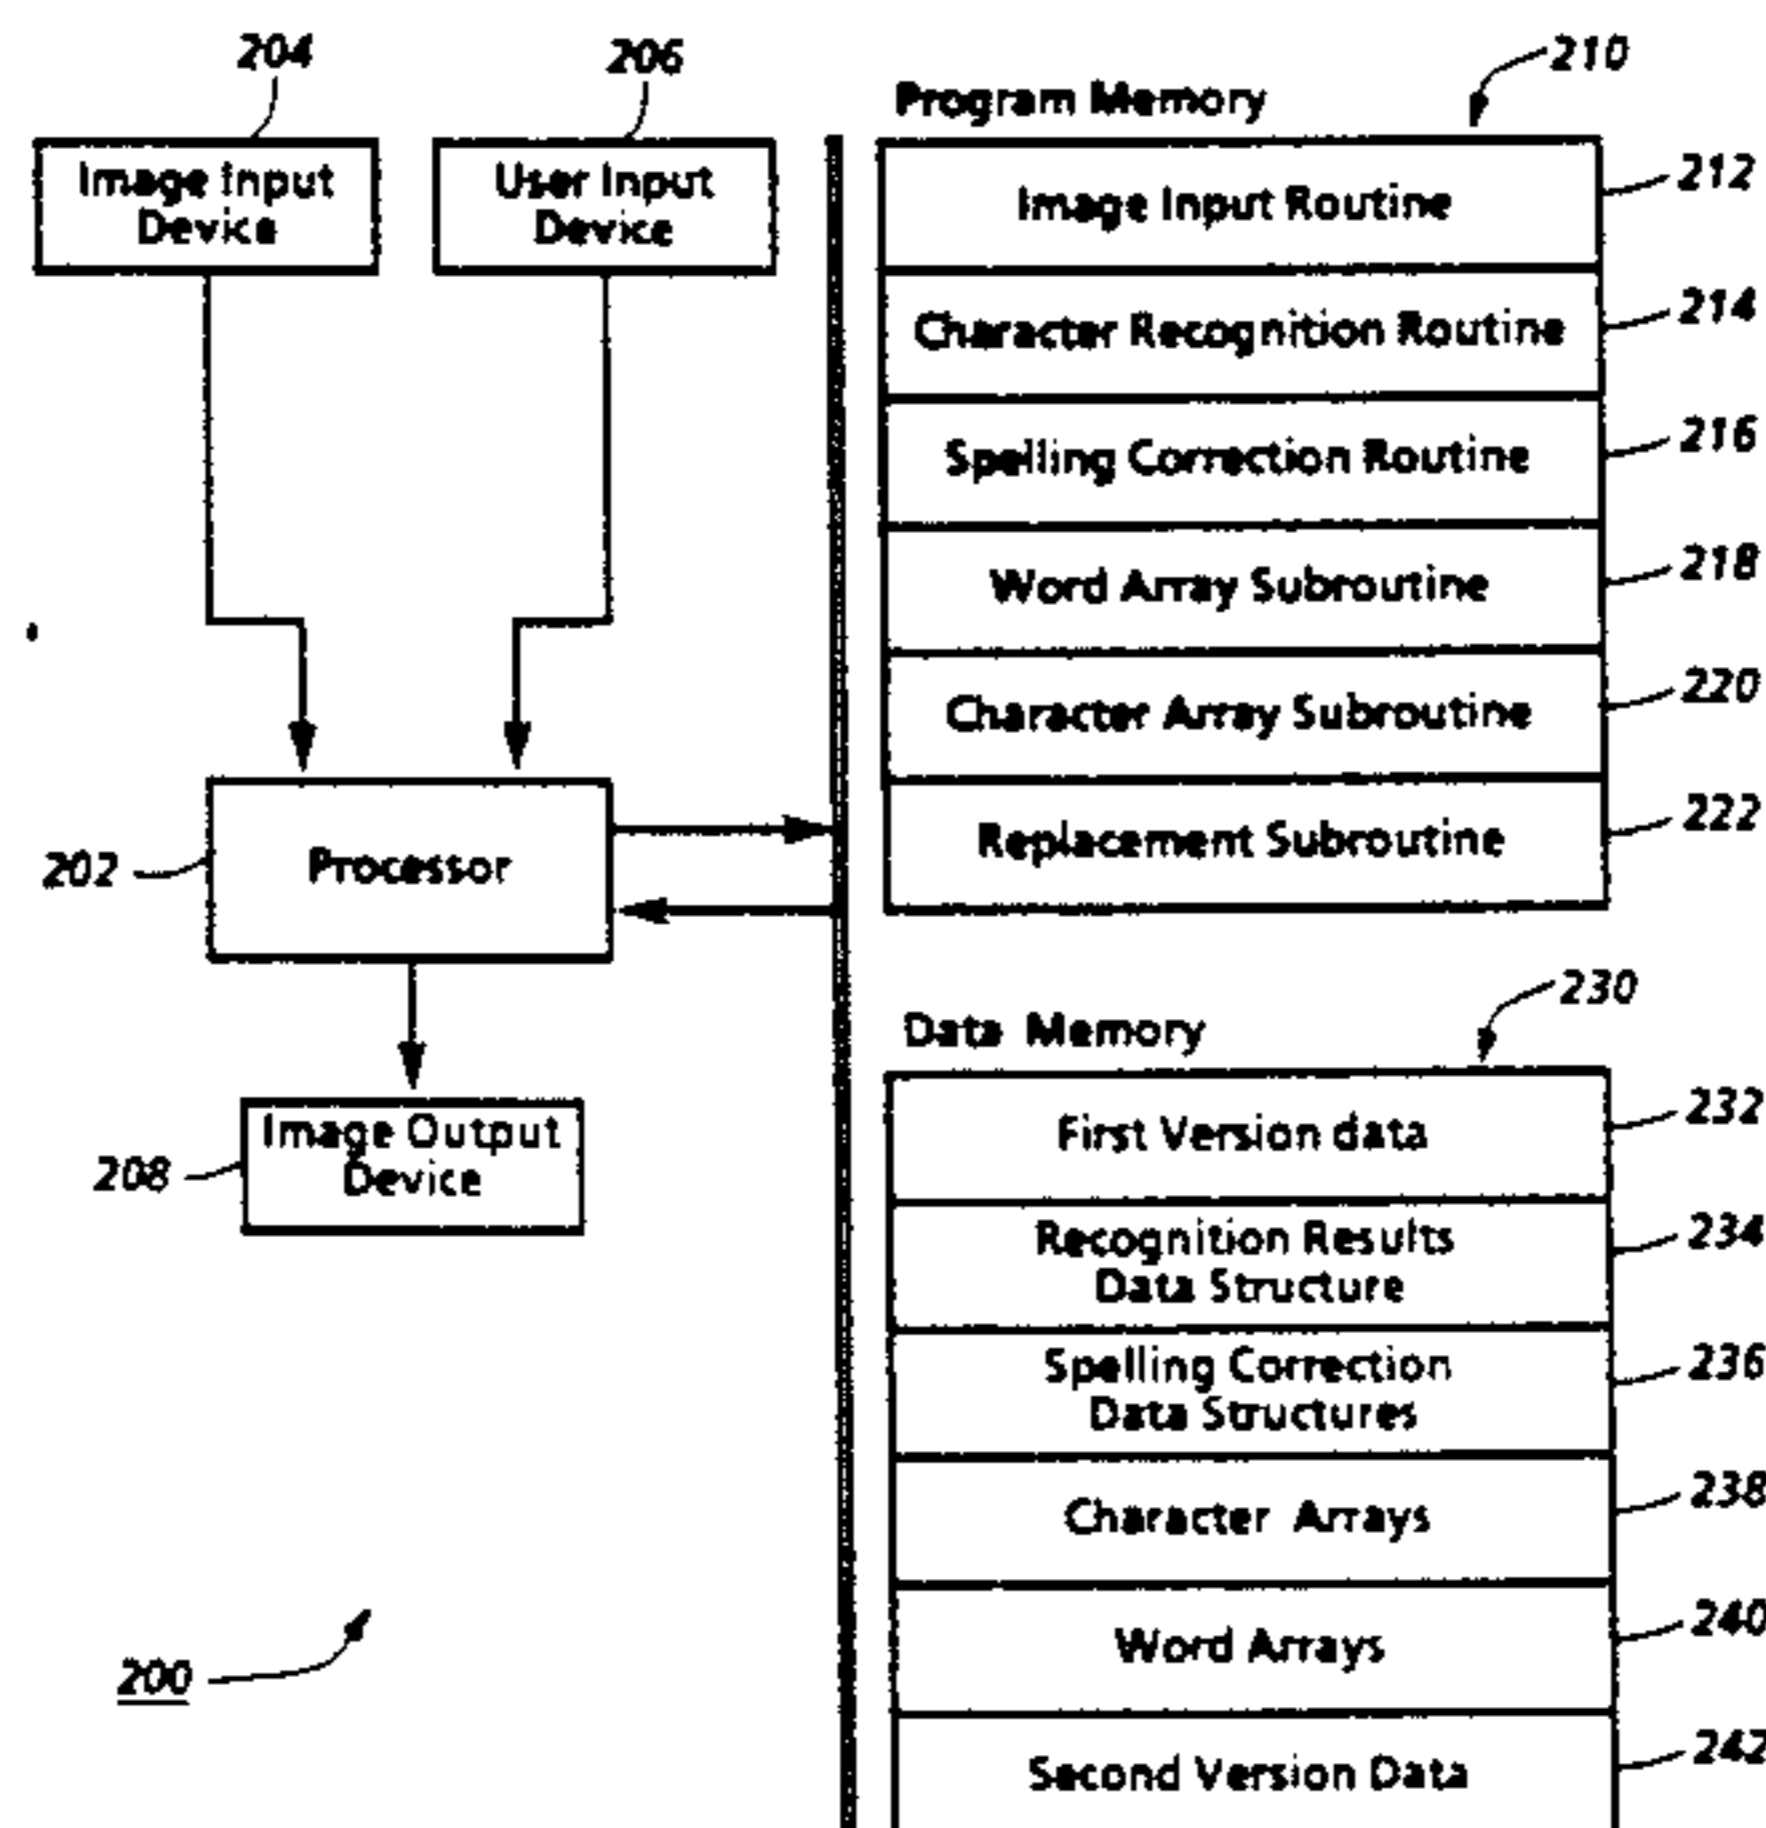 204
206
Image Input
Device
User Input
Device
202
Processor
208
Image Output
Device
200
Program Memory
210
Image Input Routine
212
Character Recognition Routine
214
Spelling Correction Routine
216
Word Array Subroutine
218
Character Array Subroutine
220
Replacement Subroutine
222
Data Memory
230
First Version data
232
Recognition Results
Data Structure
234
Spelling Correction
Data Structures
236
Character Arrays
238
Word Arrays
240
Second Version Data
242